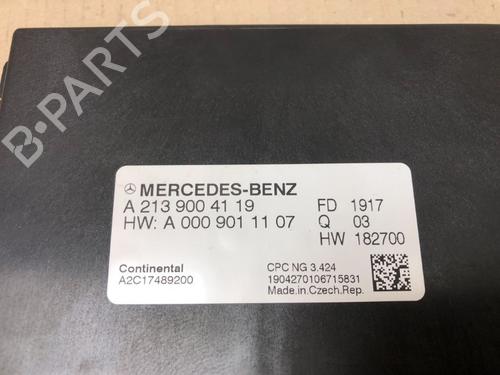 B-PARTS
MERCEDES-BENZ
A 213 900 41 19 FD 1917
HW: A 000 901 11 07 Q 03
HW 182700
Continental CPC NG 3.424
A2C17489200 1904270106715831
Made.in.Czech.Rep.